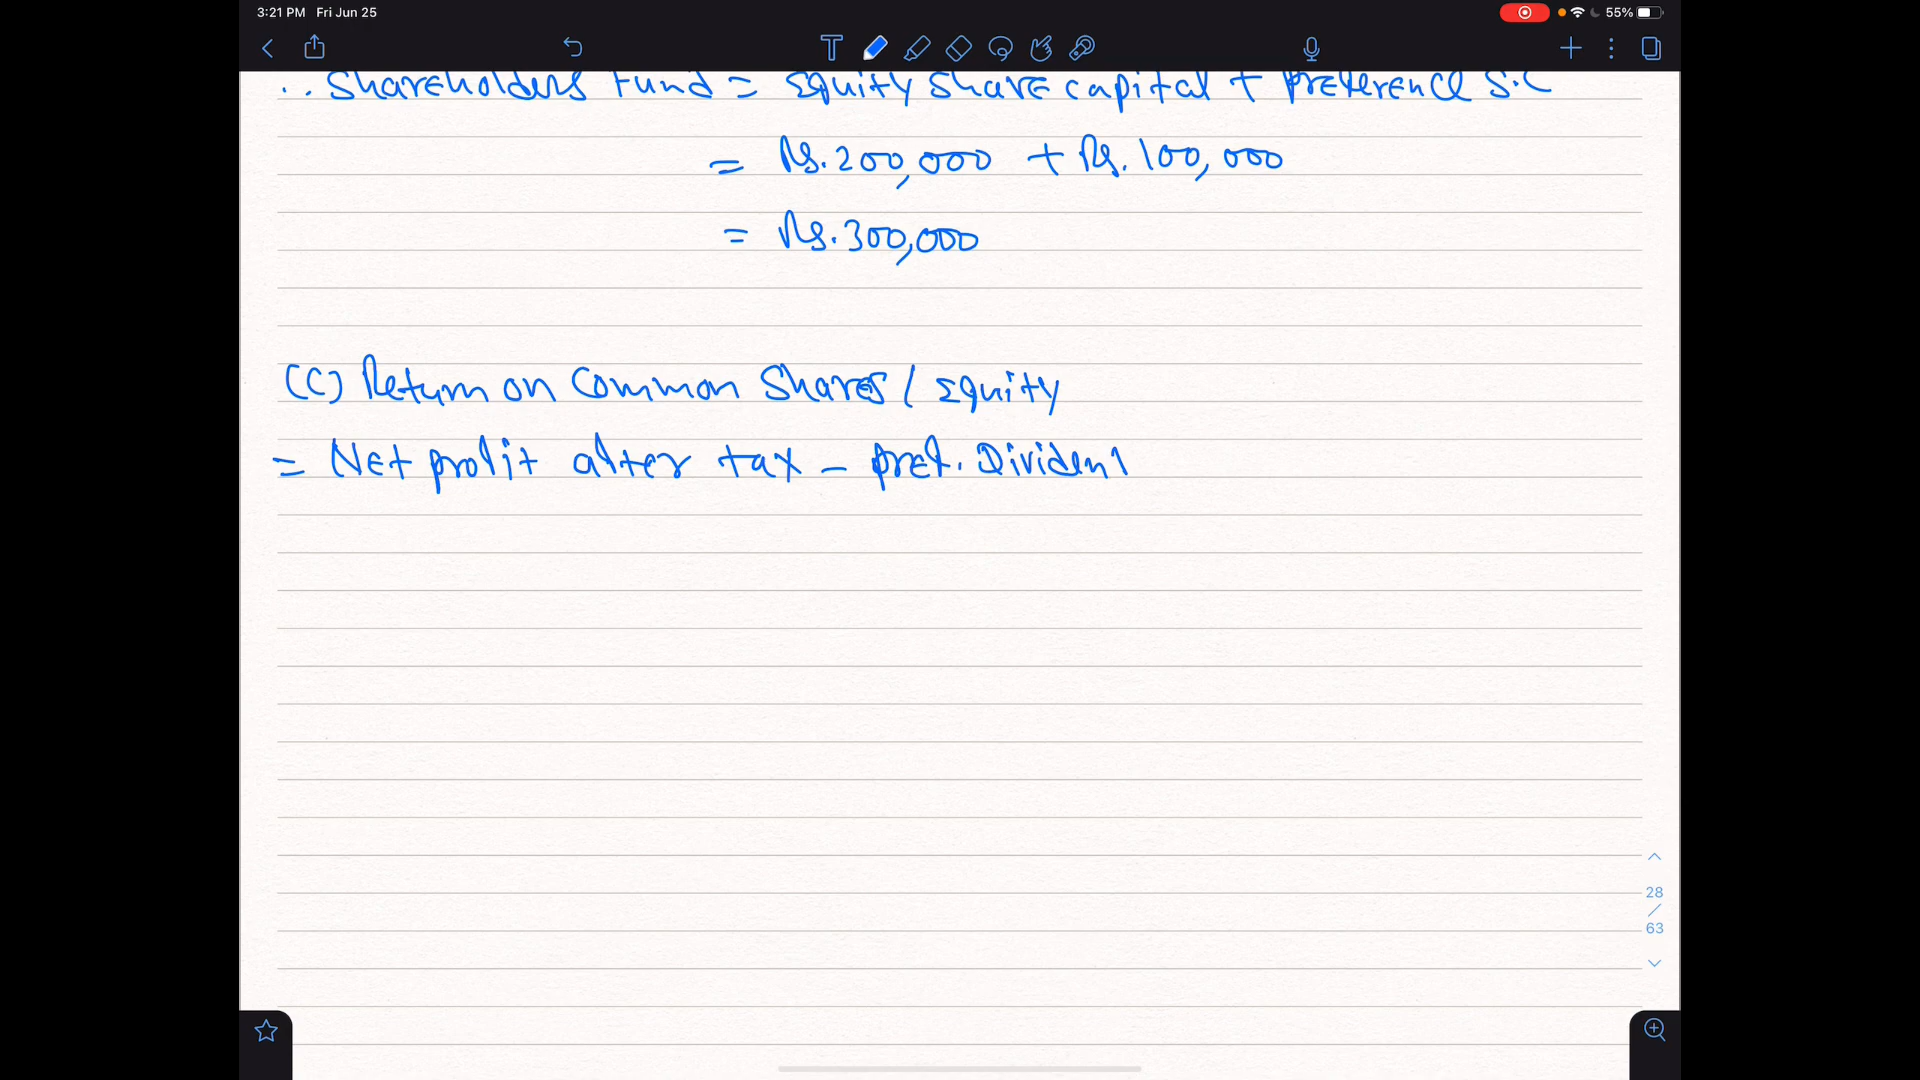 3:21 PM Fri Jun 25
55%
∴ Shareholders fund = Equity share capital + preference S.C
= Rs. 200,000 + Rs. 100,000
= Rs. 300,000
(C) Return on Common Shares / Equity
= Net profit after tax - pref. Dividen
28
/
63